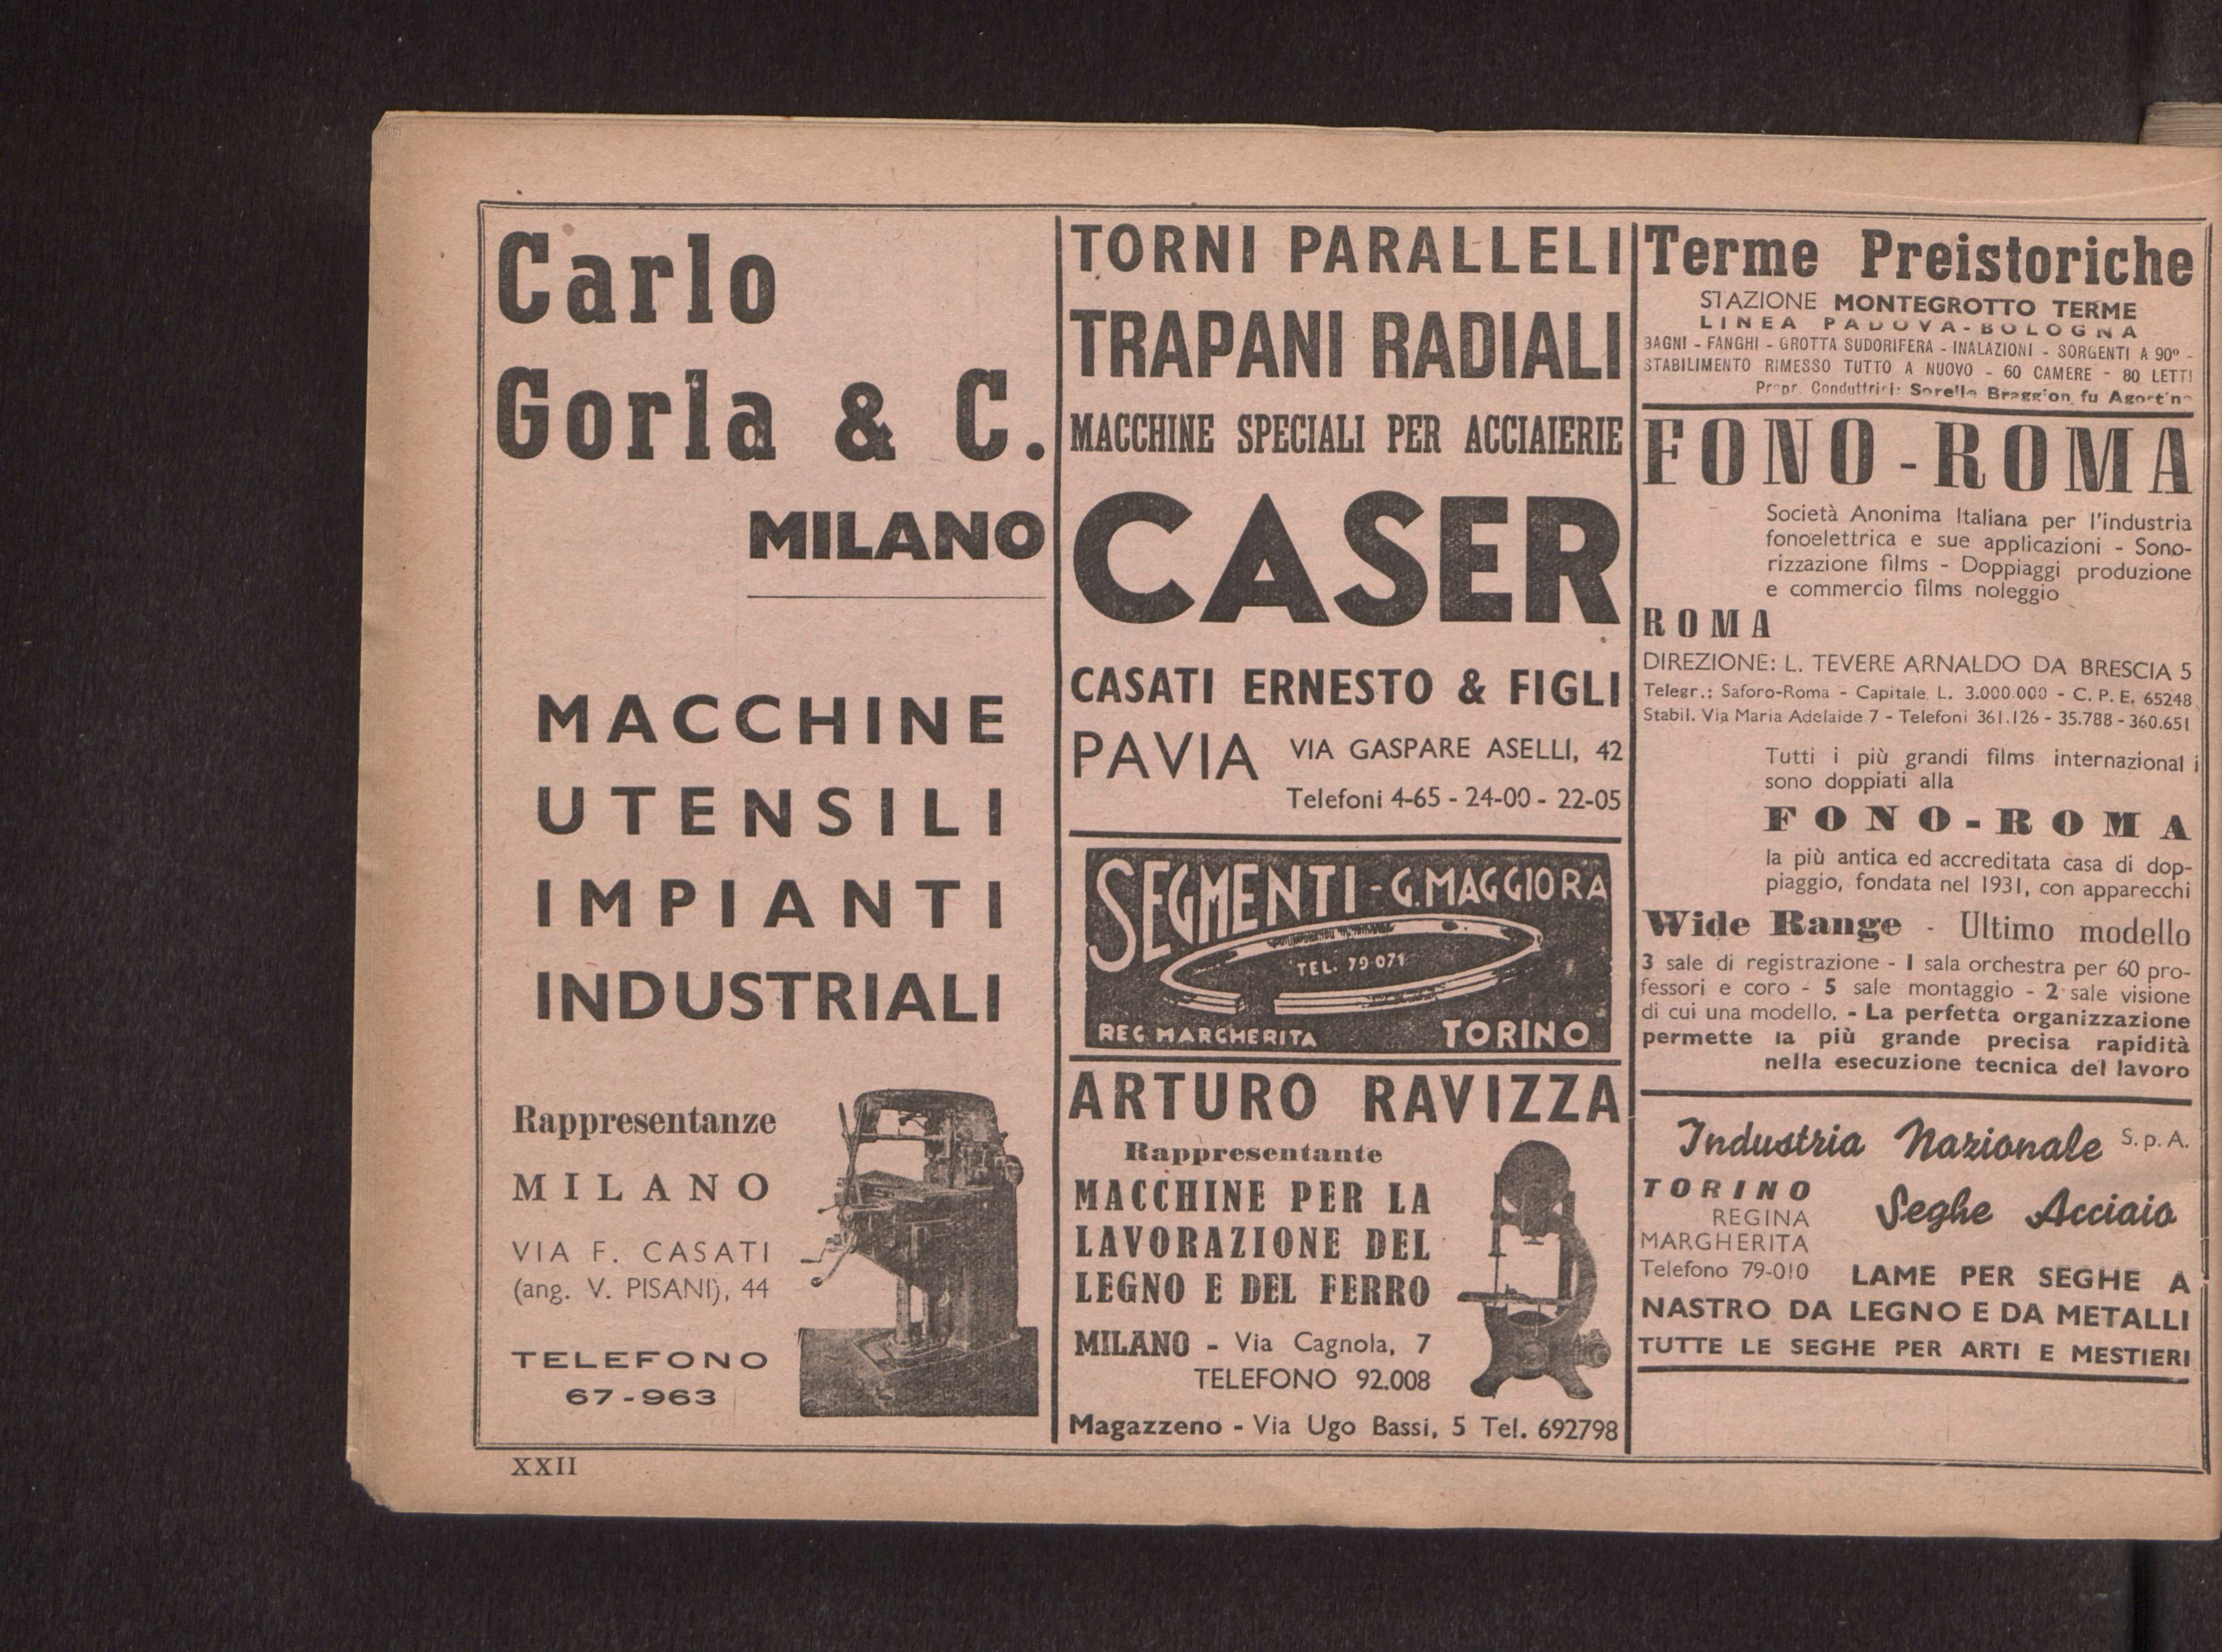 Carlo
Gorla & C.
MILANO
MACCHINE
UTENSILI
IMPIANTI
INDUSTRIALI
Rappresentanze
MILANO
VIA F. CASATI
(ang. V. PISANI), 44
TELEFONO
67-963
TORNI PARALLELI
TRAPANI RADIALI
MACCHINE SPECIALI PER ACCIAIERIE
CASER
CASATI ERNESTO & FIGLI
PAVIA VIA GASPARE ASELLI, 42
Telefoni 4-65 - 24-00 - 22-05
SEGMENTI - G. MAGGIORA
TEL. 79-071
REG. MARGHERITA TORINO
ARTURO RAVIZZA
Rappresentante
MACCHINE PER LA
LAVORAZIONE DEL
LEGNO E DEL FERRO
MILANO - Via Cagnola, 7
TELEFONO 92.008
Magazzeno - Via Ugo Bassi, 5 Tel. 692798
Terme Preistoriche
STAZIONE MONTEGROTTO TERME
LINEA PADOVA-BOLOGNA
BAGNI - FANGHI - GROTTA SUDORIFERA - INALAZIONI - SORGENTI A 90º -
STABILIMENTO RIMESSO TUTTO A NUOVO - 60 CAMERE - 80 LETTI
Propr. Conduttrici: Sorelle Braggion fu Agostino
FONO-ROMA
Società Anonima Italiana per l'industria
fonoelettrica e sue applicazioni - Sono-
rizzazione films - Doppiaggi produzione
e commercio films noleggio
ROMA
DIREZIONE: L. TEVERE ARNALDO DA BRESCIA 5
Telegr.: Saforo-Roma - Capitale L. 3.000.000 - C. P. E. 65248
Stabil. Via Maria Adelaide 7 - Telefoni 361.126 - 35.788 - 360.651
Tutti i più grandi films internazionali
sono doppiati alla
FONO-ROMA
la più antica ed accreditata casa di dop-
piaggio, fondata nel 1931, con apparecchi
Wide Range - Ultimo modello
3 sale di registrazione - 1 sala orchestra per 60 pro-
fessori e coro - 5 sale montaggio - 2 sale visione
di cui una modello. - La perfetta organizzazione
permette la più grande precisa rapidità
nella esecuzione tecnica del lavoro
Industria Nazionale S.p.A.
TORINO Seghe Acciaio
REGINA
MARGHERITA
Telefono 79-010 LAME PER SEGHE A
NASTRO DA LEGNO E DA METALLI
TUTTE LE SEGHE PER ARTI E MESTIERI
XXII